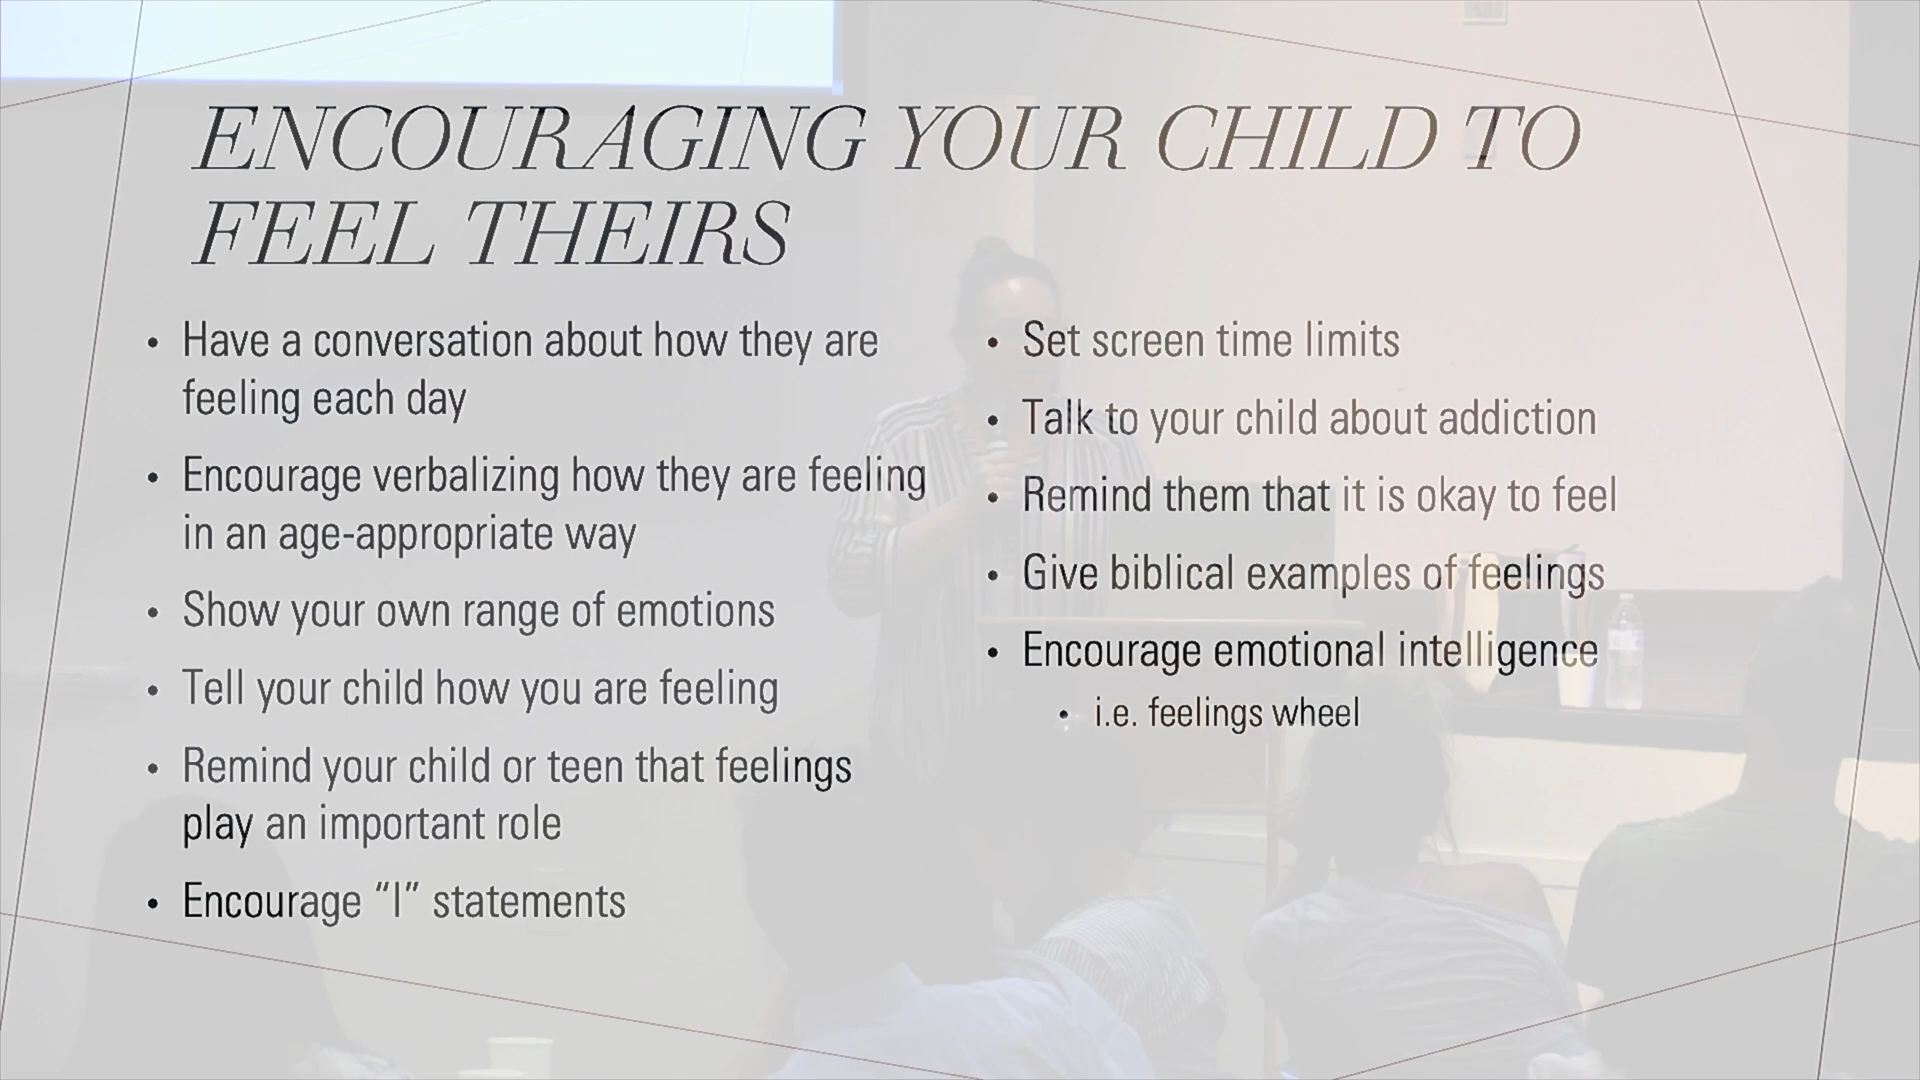 ENCOURAGING YOUR CHILD TO
FEEL THEIRS
• Have a conversation about how they are
feeling each day
• Encourage verbalizing how they are feeling
in an age-appropriate way
• Show your own range of emotions
• Tell your child how you are feeling
• Remind your child or teen that feelings
play an important role
• Encourage “I” statements
• Set screen time limits
• Talk to your child about addiction
• Remind them that it is okay to feel
• Give biblical examples of feelings
• Encourage emotional intelligence
• i.e. feelings wheel